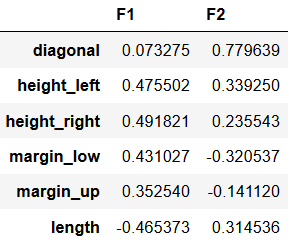 F1 F2
diagonal 0.073275 0.779639
height_left 0.475502 0.339250
height_right 0.491821 0.235543
margin_low 0.431027 -0.320537
margin_up 0.352540 -0.141120
length -0.465373 0.314536